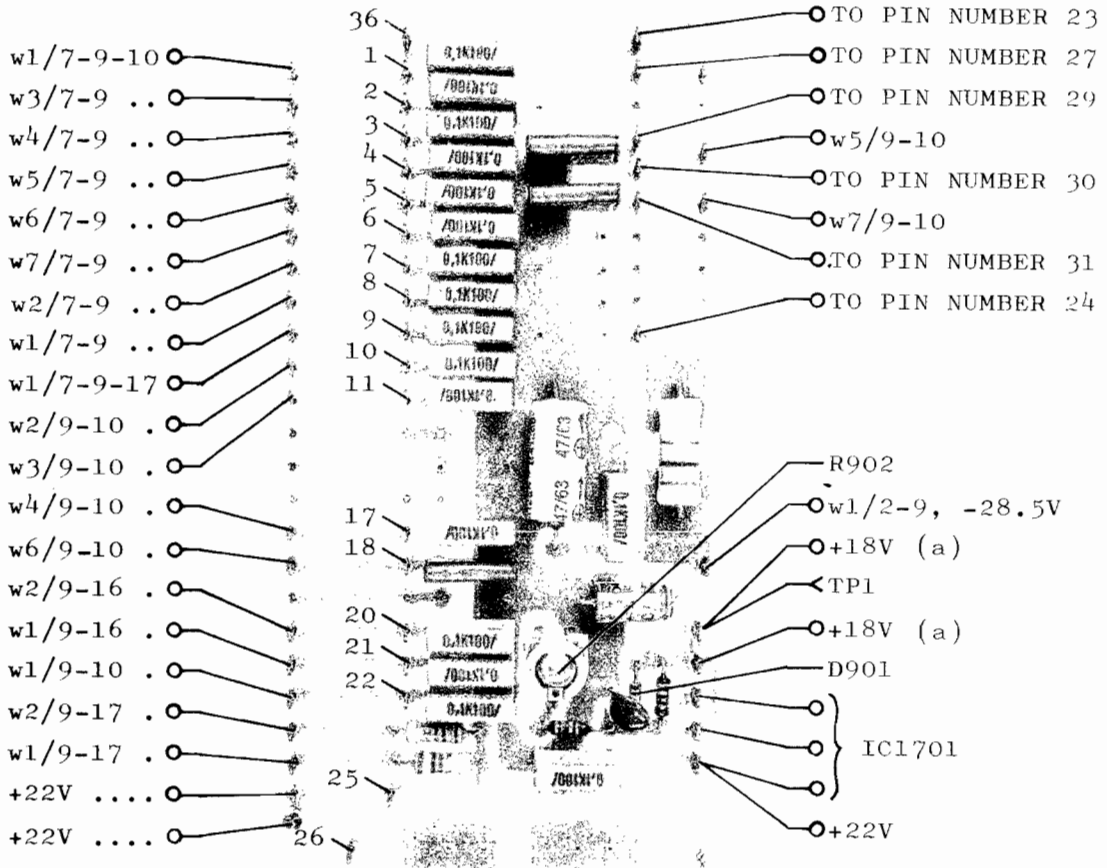 w1/7-9-10
w3/7-9 ..
w4/7-9 ..
w5/7-9 ..
w6/7-9 ..
w7/7-9 ..
w2/7-9 ..
w1/7-9 ..
w1/7-9-17
w2/9-10 .
w3/9-10 .
w4/9-10 .
w6/9-10 .
w2/9-16 .
w1/9-16 .
w1/9-10 .
w2/9-17 .
w1/9-17 .
+22V ....
+22V ....
36
1
2
3
4
5
6
7
8
9
10
11
17
18
20
21
22
25
26
0,1K100/
0,1K100/
0,1K100/
0,1K100/
0,1K100/
0,1K100/
0,1K100/
0,1K100/
0,1K100/
0,1K100/
0,1K100/
47/63
47/63
0,1K100/
0,1K100/
0,1K100/
0,1K100/
0,1K100/
0,1K100/
TO PIN NUMBER 23
TO PIN NUMBER 27
TO PIN NUMBER 29
w5/9-10
TO PIN NUMBER 30
w7/9-10
TO PIN NUMBER 31
TO PIN NUMBER 24
R902
w1/2-9, -28.5V
+18V (a)
TP1
+18V (a)
D901
IC1701
+22V